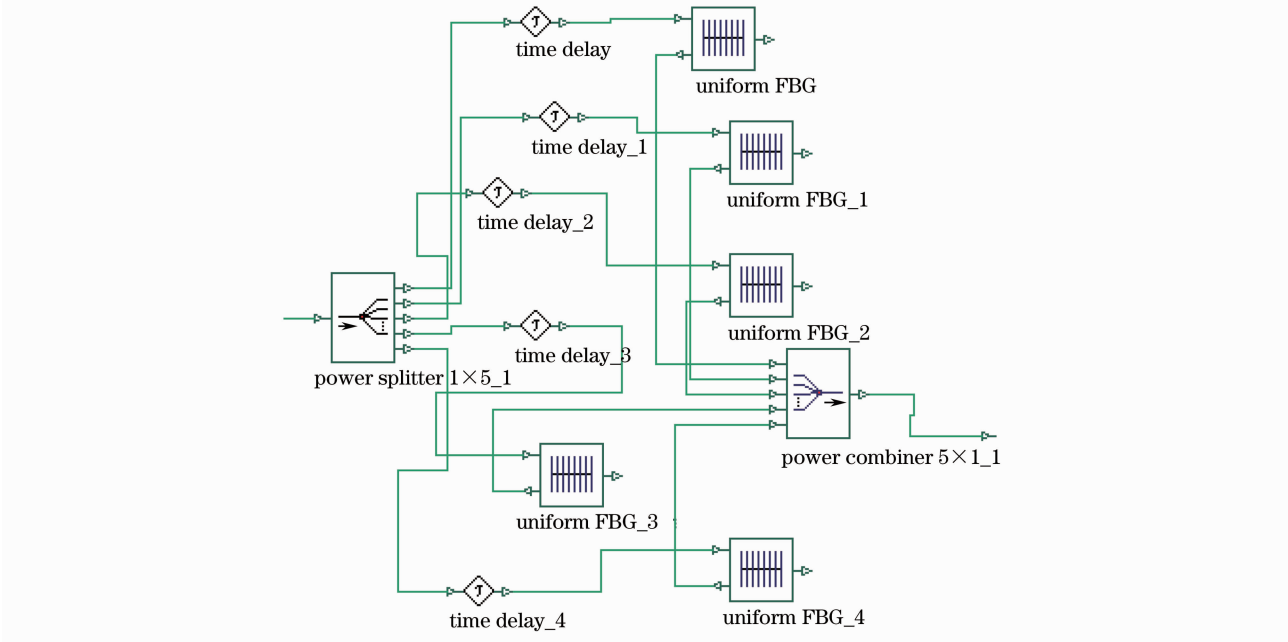 time delay
uniform FBG
time delay_1
uniform FBG_1
time delay_2
uniform FBG_2
time delay_3
power splitter 1×5_1
power combiner 5×1_1
uniform FBG_3
uniform FBG_4
time delay_4